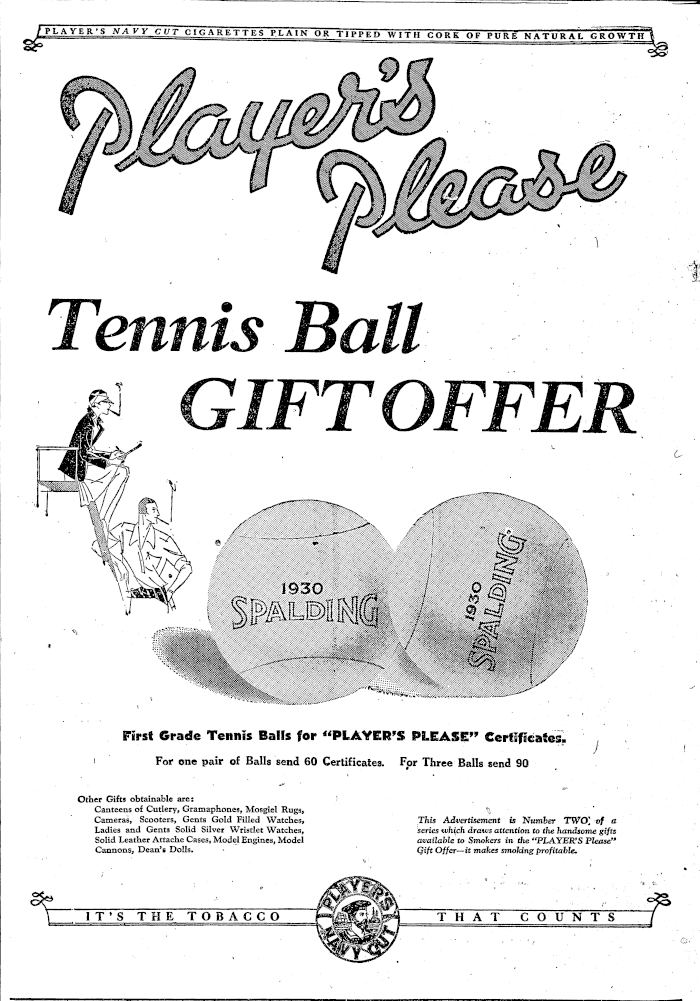 PLAYER'S NAVY CUT CIGARETTES PLAIN OR TIPPED WITH CORK OF PURE NATURAL GROWTH
Player's
Please
Tennis Ball
GIFT OFFER
1930
SPALDING
1930
SPALDING
First Grade Tennis Balls for "PLAYER'S PLEASE" Certificates.
For one pair of Balls send 60 Certificates. For Three Balls send 90
Other Gifts obtainable are:
Canteens of Cutlery, Gramaphones, Mosgiel Rugs,
Cameras, Scooters, Gents Gold Filled Watches,
Ladies and Gents Solid Silver Wristlet Watches,
Solid Leather Attache Cases, Model Engines, Model
Cannons, Dean's Dolls.
This Advertisement is Number TWO, of a
series which draws attention to the handsome gifts
available to Smokers in the "PLAYER'S Please"
Gift Offer—it makes smoking profitable.
IT'S THE TOBACCO
PLAYER'S
NAVY CUT
THAT COUNTS